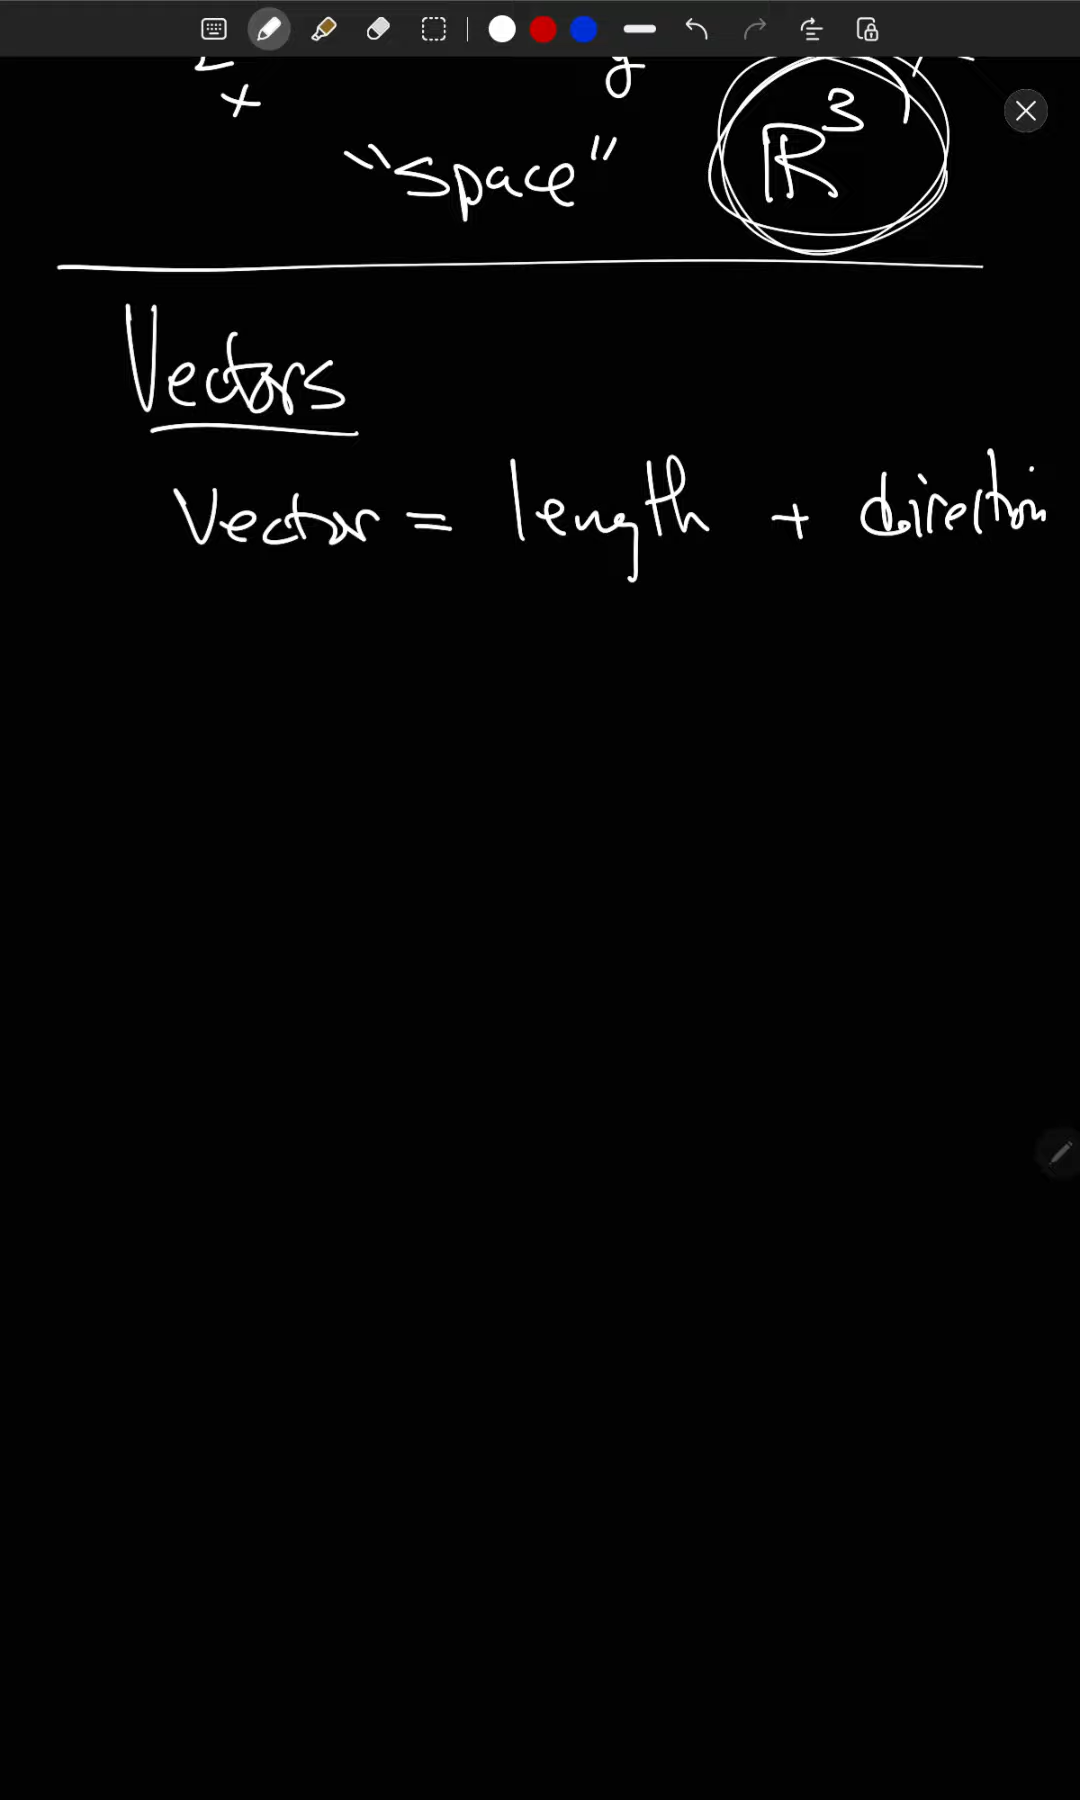 x y
"space" ℝ³
Vectors
Vector = length + direction